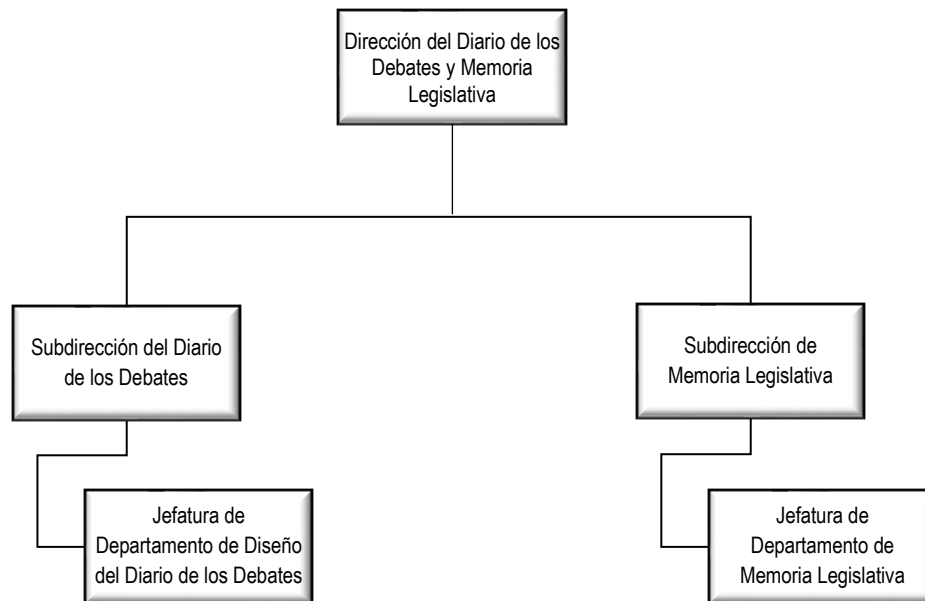 Dirección del Diario de los
Debates y Memoria
Legislativa
Subdirección del Diario
de los Debates
Subdirección de
Memoria Legislativa
Jefatura de
Departamento de Diseño
del Diario de los Debates
Jefatura de
Departamento de
Memoria Legislativa